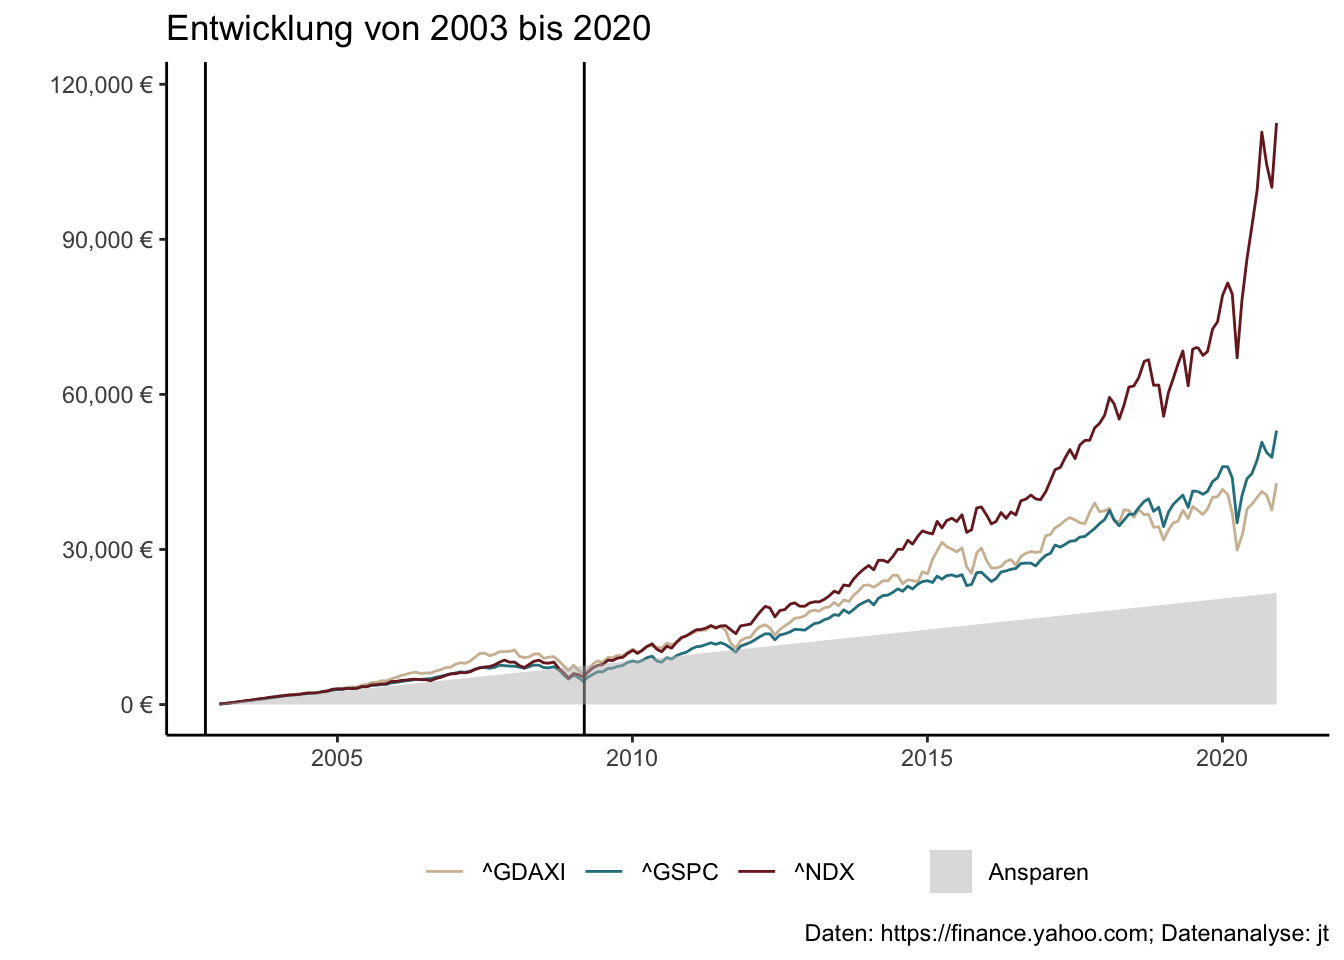 Entwicklung von 2003 bis 2020
120,000 €
90,000 €
60,000 €
30,000 €
0 €
2005 2010 2015 2020
^GDAXI ^GSPC ^NDX Ansparen
Daten: https://finance.yahoo.com; Datenanalyse: jt